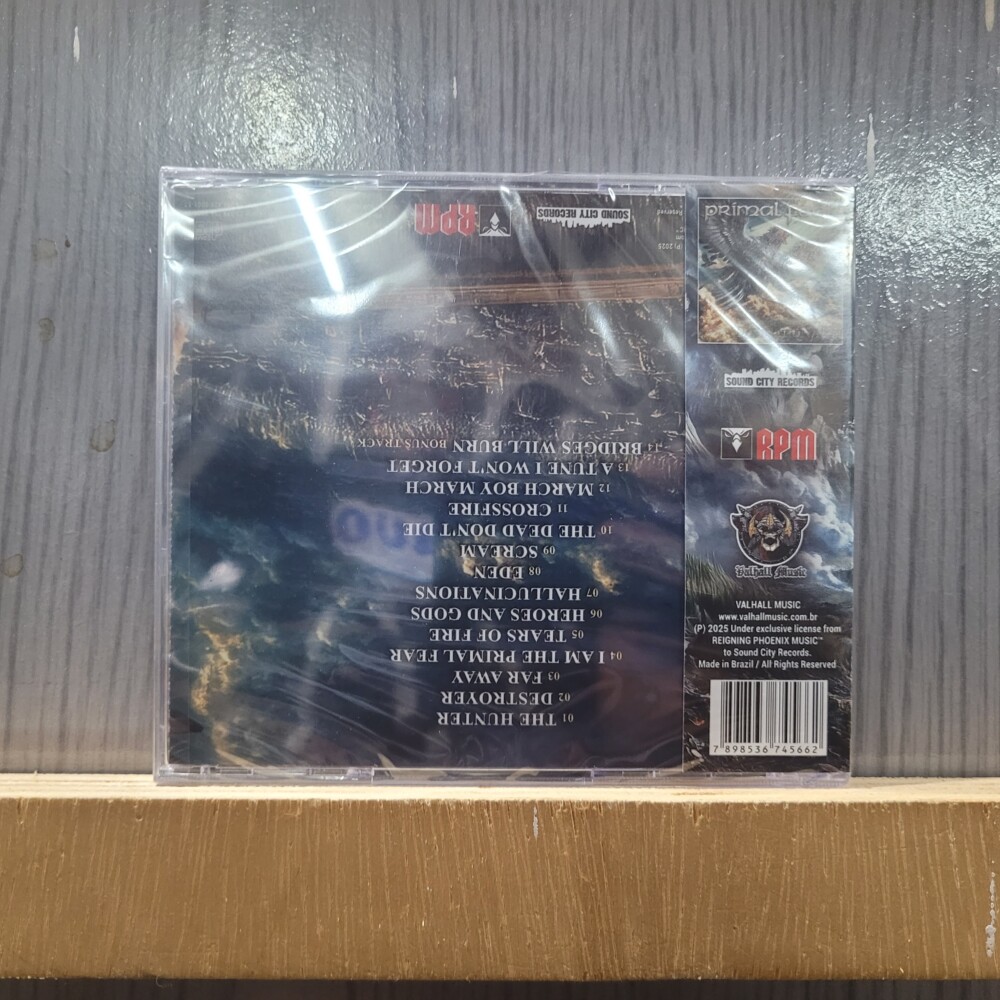 01 THE HUNTER
02 DESTROYER
03 FAR AWAY
04 I AM THE PRIMAL FEAR
05 TEARS OF FIRE
06 HEROES AND GODS
07 HALLUCINATIONS
08 EDEN
09 SCREAM
10 THE DEAD DON'T DIE
11 CROSSFIRE
12 MARCH BOY MARCH
13 A TUNE I WON'T FORGET
14 BRIDGES WILL BURN BONUS TRACK
SOUND CITY RECORDS
RPM
(P) 2025
Reserved
PRIMAL
SOUND CITY RECORDS
RPM
Valhall Music
VALHALL MUSIC
www.valhallmusic.com.br
(P) 2025 Under exclusive license from
REIGNING PHOENIX MUSIC™
to Sound City Records.
Made in Brazil / All Rights Reserved
7 898536 745662